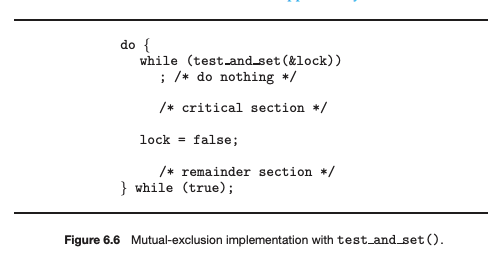 do {
while (test_and_set(&lock))
; /* do nothing */
/* critical section */
lock = false;
/* remainder section */
} while (true);
Figure 6.6 Mutual-exclusion implementation with test_and_set().